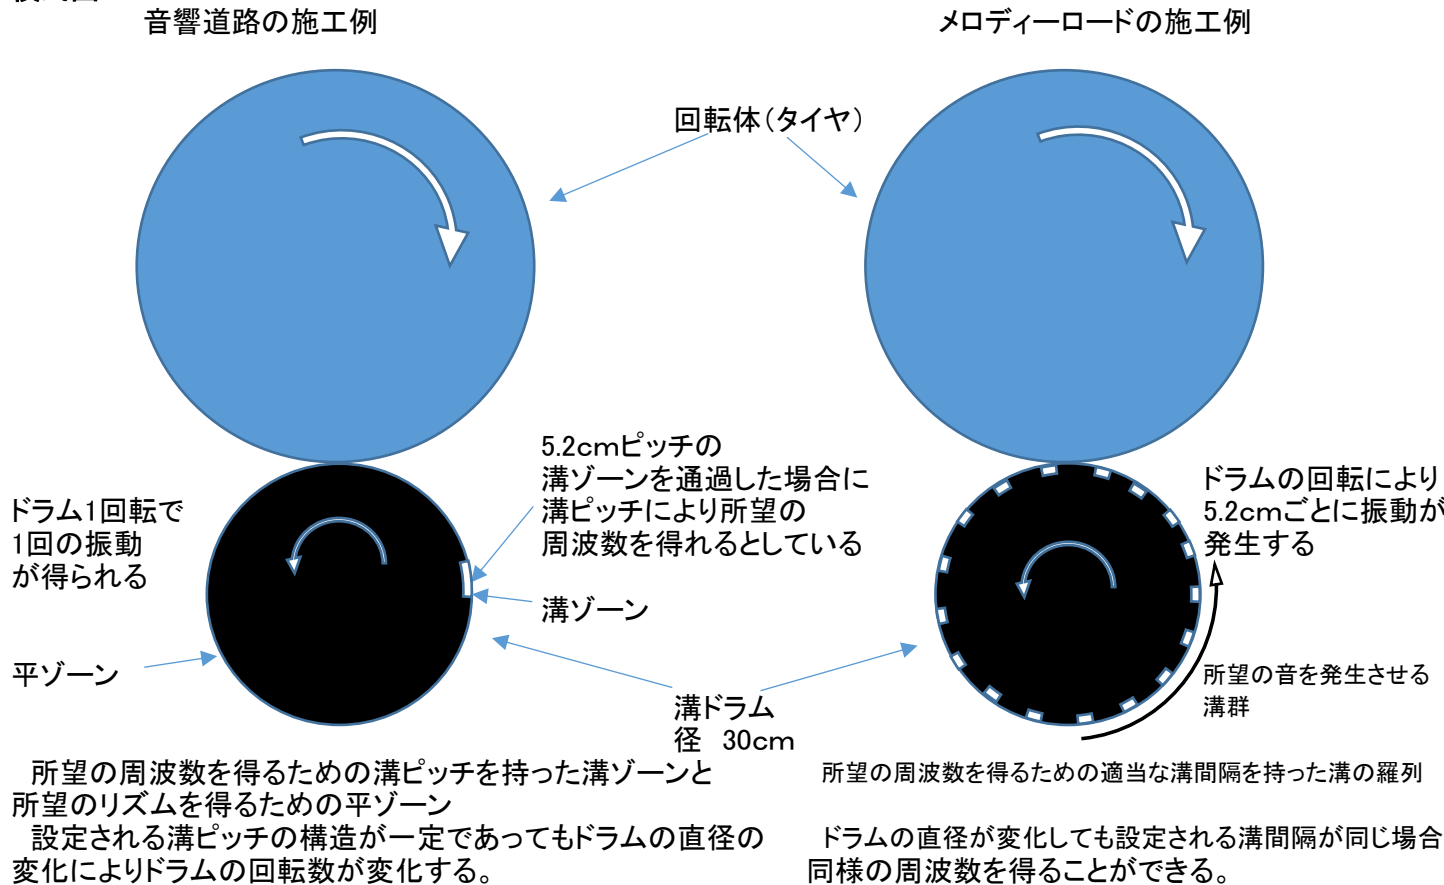 音響道路の施工例
メロディーロードの施工例
回転体（タイヤ）
5.2cmピッチの
溝ゾーンを通過した場合に
溝ピッチにより所望の
周波数を得れるとしている
ドラム1回転で
1回の振動
が得られる
溝ゾーン
平ゾーン
溝ドラム
径　30cm
ドラムの回転により
5.2cmごとに振動が
発生する
所望の音を発生させる
溝群
所望の周波数を得るための溝ピッチを持った溝ゾーンと
所望のリズムを得るための平ゾーン
設定される溝ピッチの構造が一定であってもドラムの直径の
変化によりドラムの回転数が変化する。
所望の周波数を得るための適当な溝間隔を持った溝の羅列
ドラムの直径が変化しても設定される溝間隔が同じ場合
同様の周波数を得ることができる。